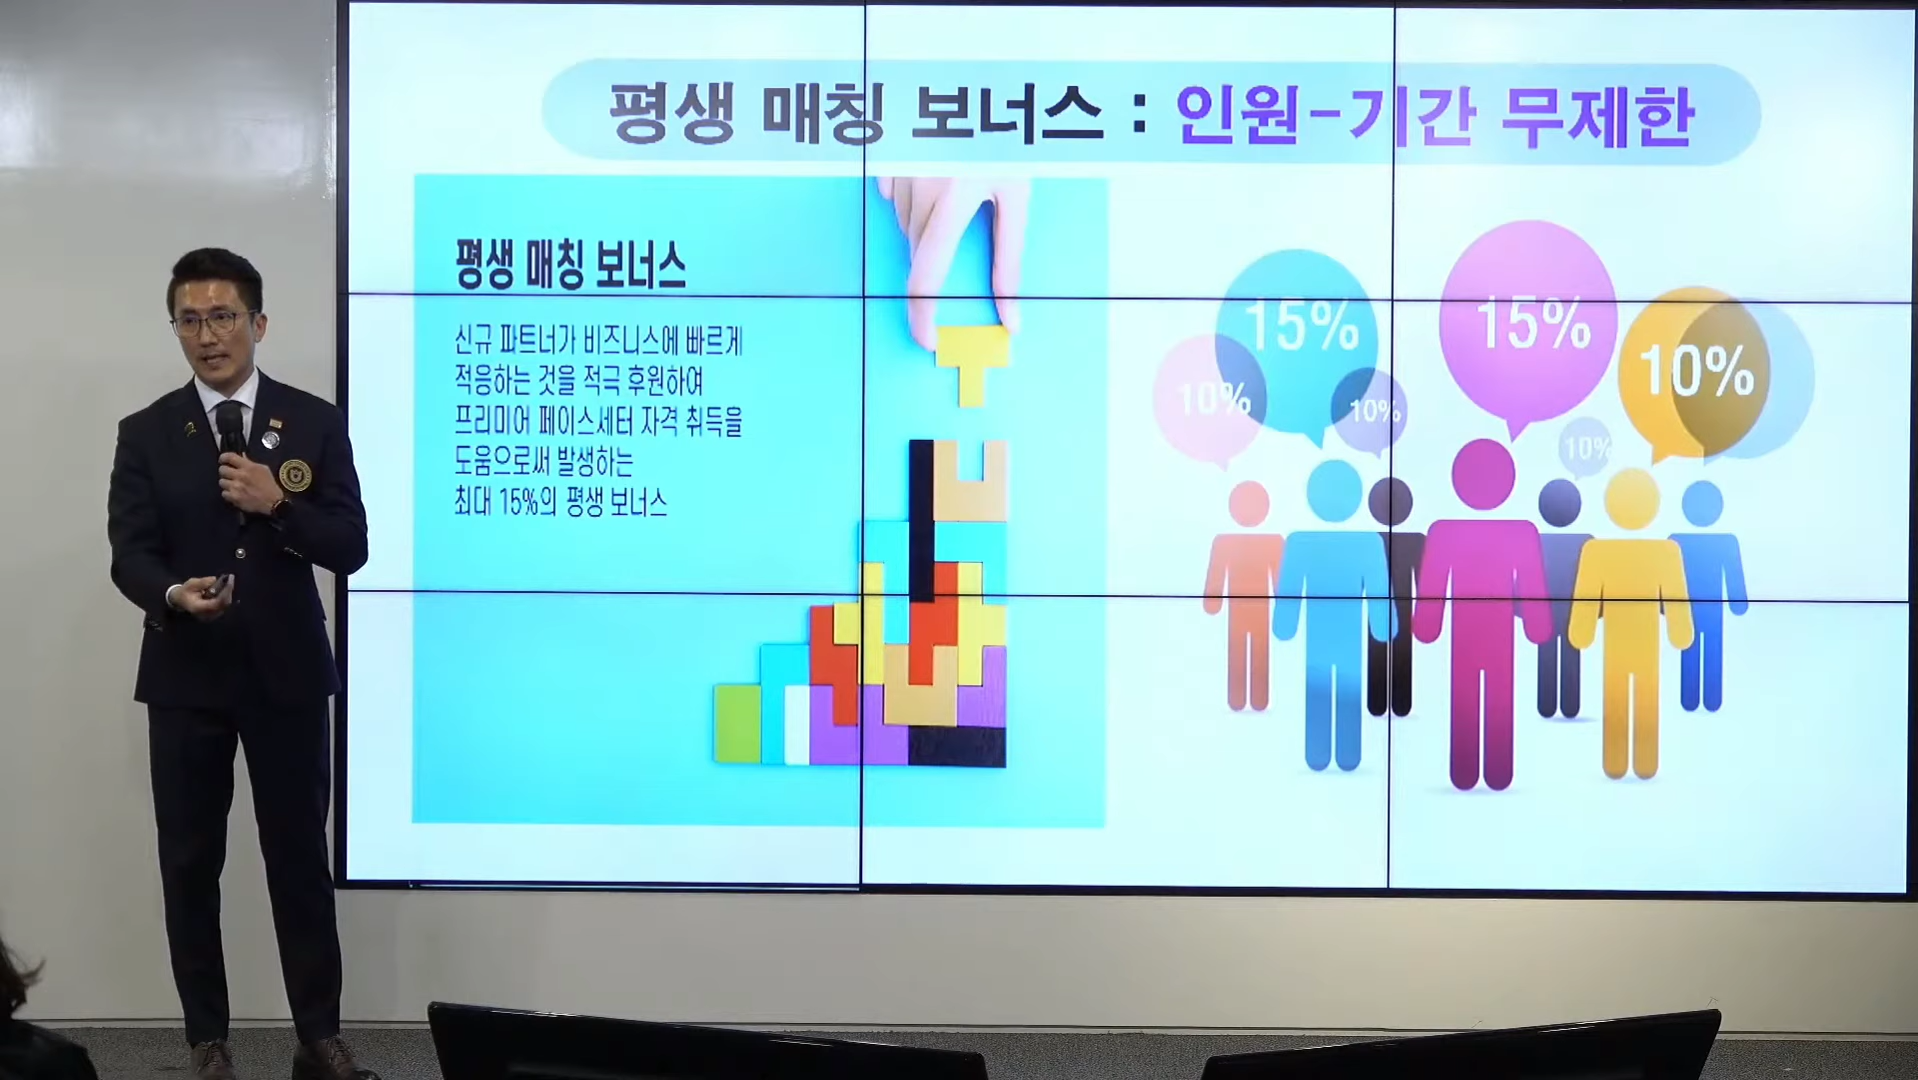 평생 매칭 보너스 : 인원-기간 무제한
평생 매칭 보너스
신규 파트너가 비즈니스에 빠르게
적응하는 것을 적극 후원하여
프리미어 페이스세터 자격 취득을
도움으로써 발생하는
최대 15%의 평생 보너스
15%
15%
10%
10%
10%
10%